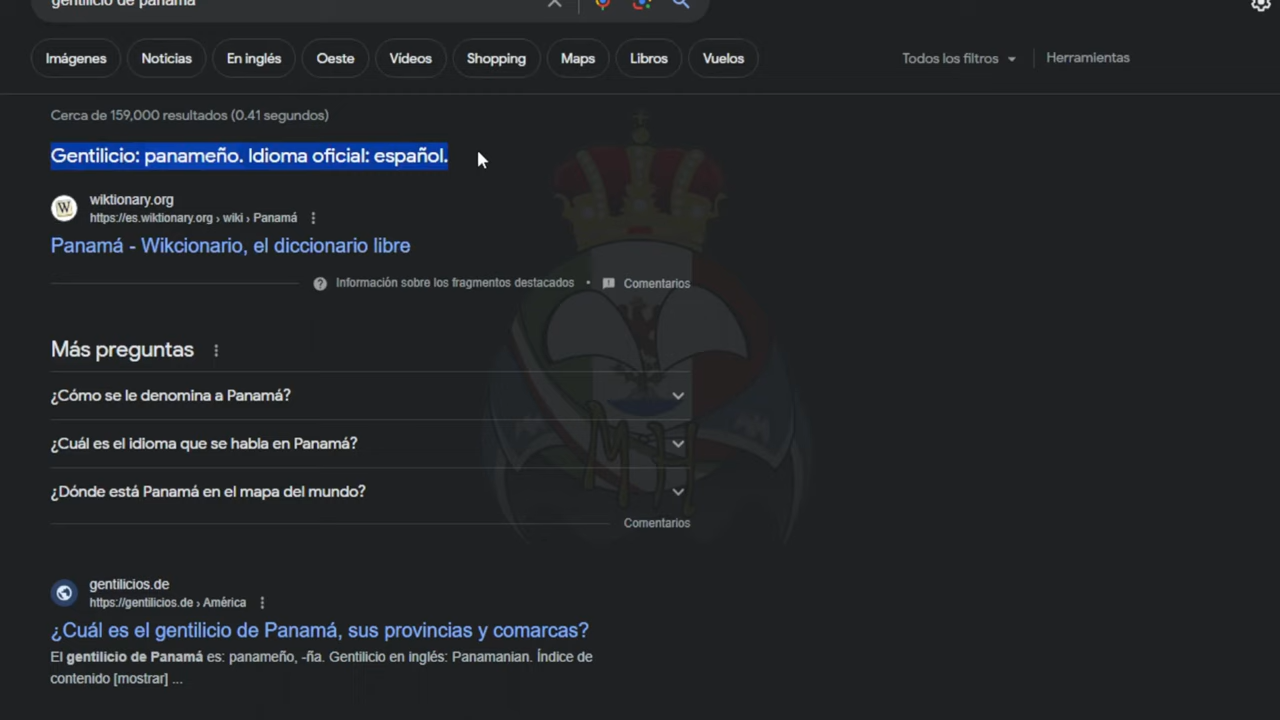 gentilicio de panamá
Imágenes Noticias En inglés Oeste Videos Shopping Maps Libros Vuelos Todos los filtros Herramientas
Cerca de 159,000 resultados (0.41 segundos)
Gentilicio: panameño. Idioma oficial: español.
W
wiktionary.org
https://es.wiktionary.org › wiki › Panamá
Panamá - Wikcionario, el diccionario libre
Información sobre los fragmentos destacados • Comentarios
Más preguntas
¿Cómo se le denomina a Panamá?
¿Cuál es el idioma que se habla en Panamá?
MH
¿Dónde está Panamá en el mapa del mundo?
Comentarios
gentilicios.de
https://gentilicios.de › América
¿Cuál es el gentilicio de Panamá, sus provincias y comarcas?
El gentilicio de Panamá es: panameño, -ña. Gentilicio en inglés: Panamanian. Índice de
contenido [mostrar] ...